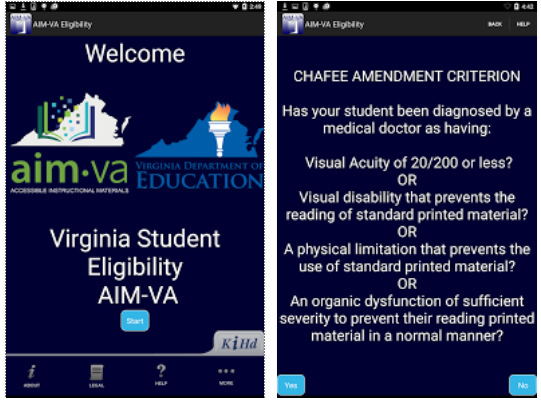 2:49
AIM-VA Eligibility
Welcome
aim·va
ACCESSIBLE INSTRUCTIONAL MATERIALS
VIRGINIA DEPARTMENT OF
EDUCATION
Virginia Student
Eligibility
AIM-VA
Start
KiHd
ABOUT
LEGAL
HELP
MORE
4:42
AIM-VA Eligibility
BACK
HELP
CHAFEE AMENDMENT CRITERION
Has your student been diagnosed by a
medical doctor as having:
Visual Acuity of 20/200 or less?
OR
Visual disability that prevents the
reading of standard printed material?
OR
A physical limitation that prevents the
use of standard printed material?
OR
An organic dysfunction of sufficient
severity to prevent their reading printed
material in a normal manner?
Yes
No